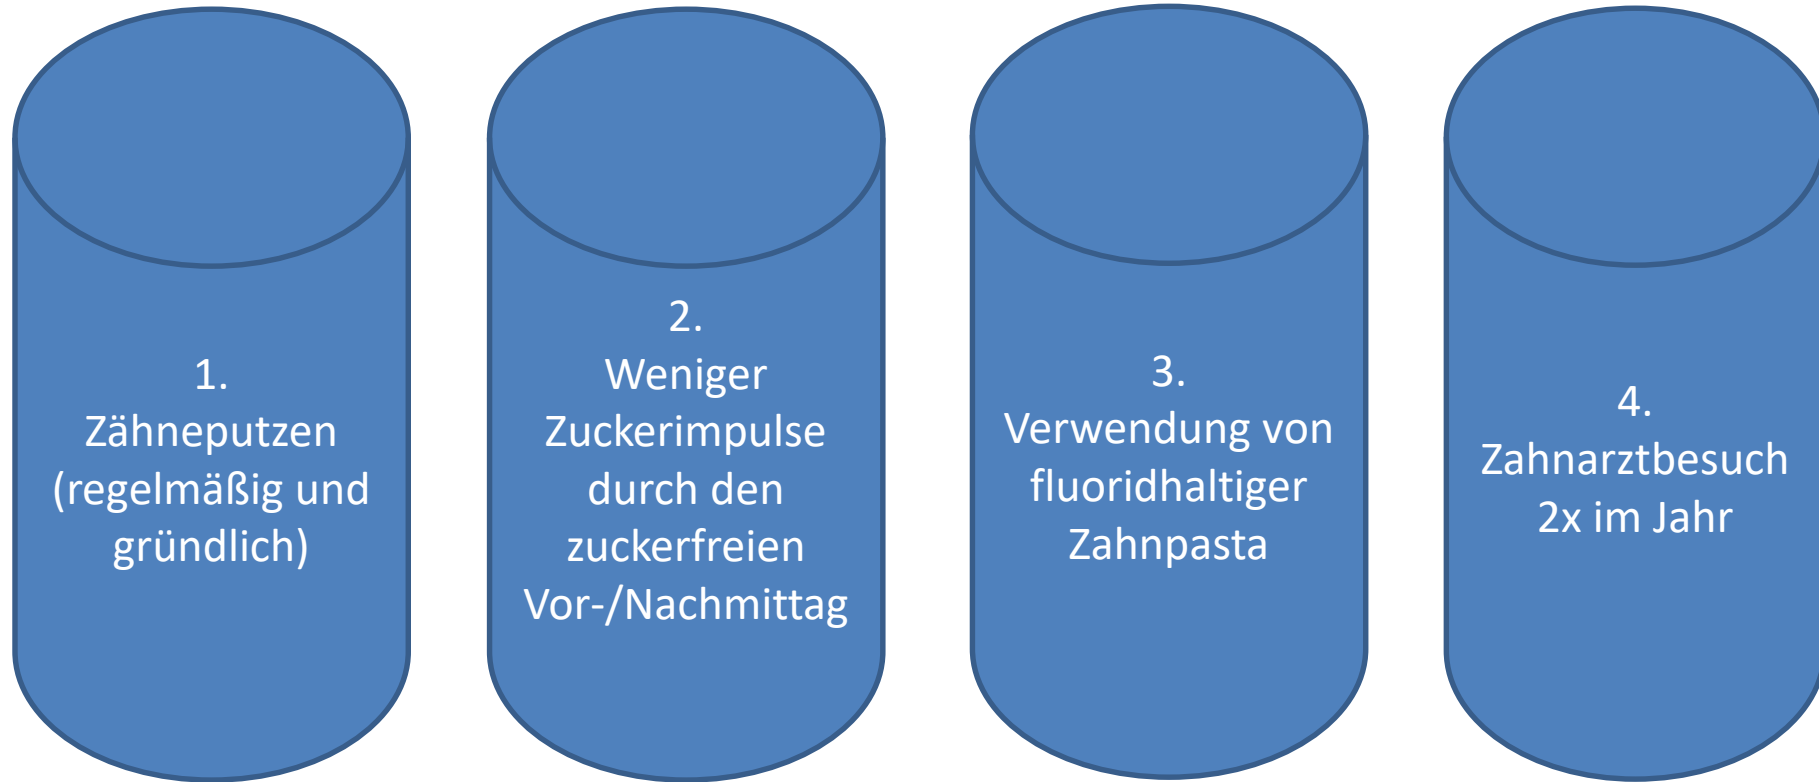 1.
Zähneputzen
(regelmäßig und
gründlich)
2.
Weniger
Zuckerimpulse
durch den
zuckerfreien
Vor-/Nachmittag
3.
Verwendung von
fluoridhaltiger
Zahnpasta
4.
Zahnarztbesuch
2x im Jahr